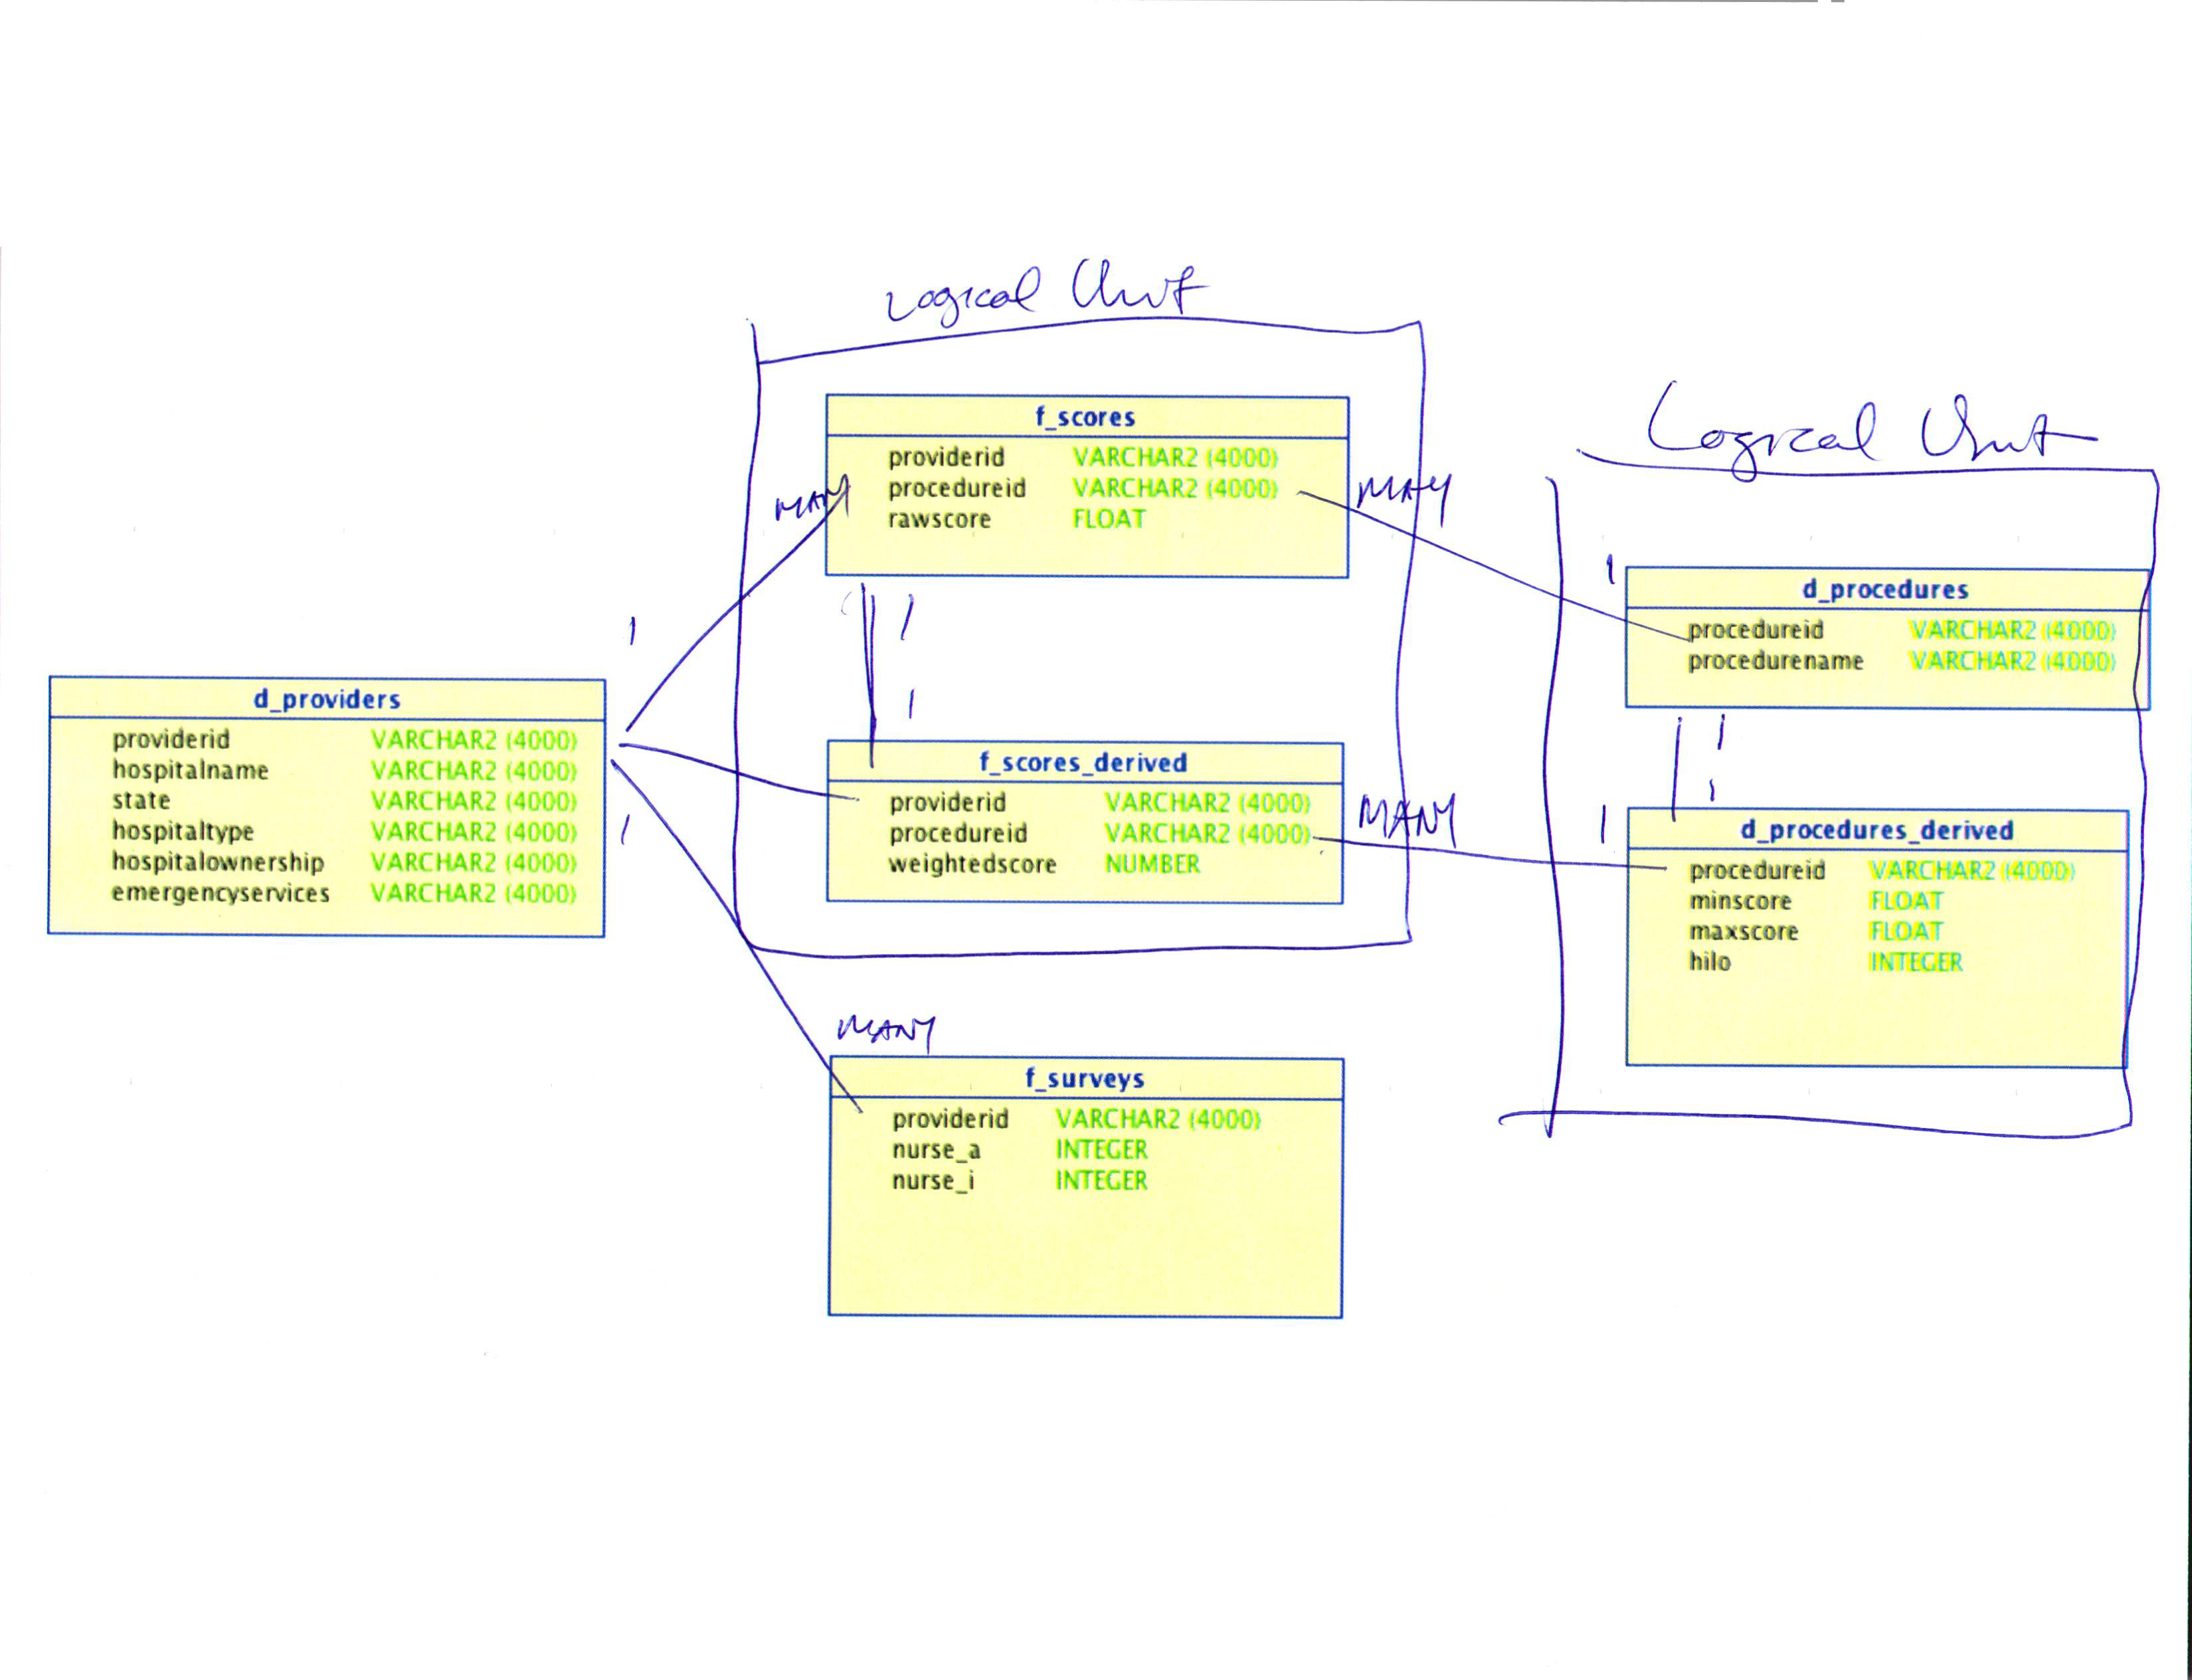 Logical Unit
Logical Unit
f_scores
providerid VARCHAR2 (4000)
procedureid VARCHAR2 (4000)
rawscore FLOAT
MANY
MANY
1
1
1
1
d_procedures
procedureid VARCHAR2 (4000)
procedurename VARCHAR2 (4000)
d_providers
providerid VARCHAR2 (4000)
hospitalname VARCHAR2 (4000)
state VARCHAR2 (4000)
hospitaltype VARCHAR2 (4000)
hospitalownership VARCHAR2 (4000)
emergencyservices VARCHAR2 (4000)
1
1
1
f_scores_derived
providerid VARCHAR2 (4000)
procedureid VARCHAR2 (4000)
weightedscore NUMBER
MANY
1
d_procedures_derived
procedureid VARCHAR2 (4000)
minscore FLOAT
maxscore FLOAT
hilo INTEGER
MANY
f_surveys
providerid VARCHAR2 (4000)
nurse_a INTEGER
nurse_i INTEGER